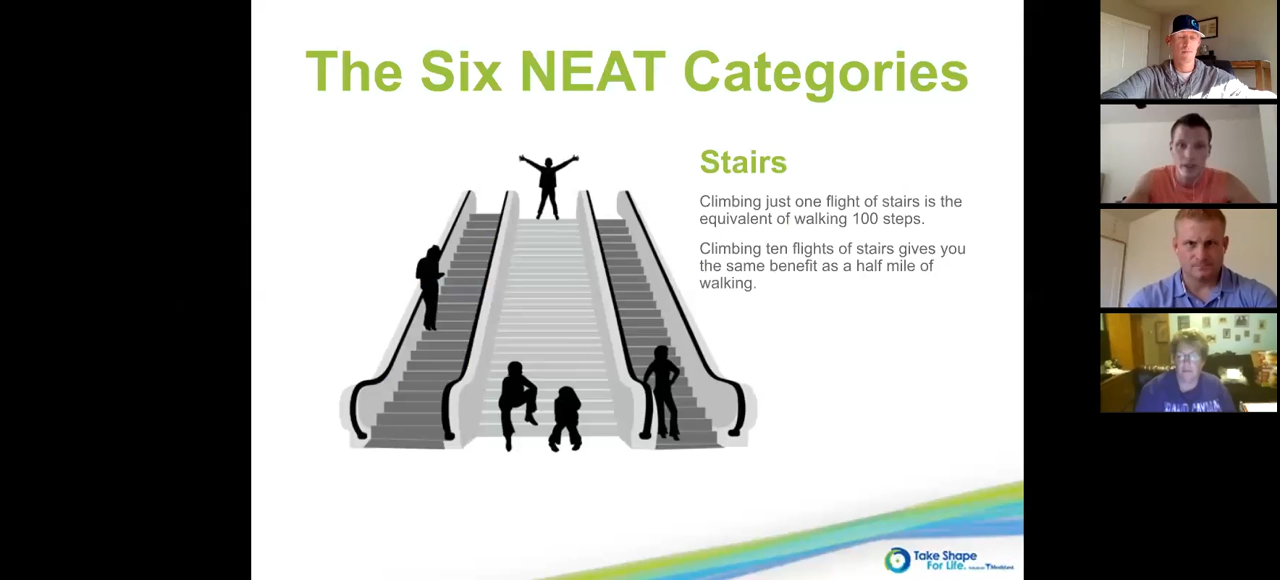 The Six NEAT Categories
Stairs
Climbing just one flight of stairs is the
equivalent of walking 100 steps.
Climbing ten flights of stairs gives you
the same benefit as a half mile of
walking.
Take Shape
For Life.